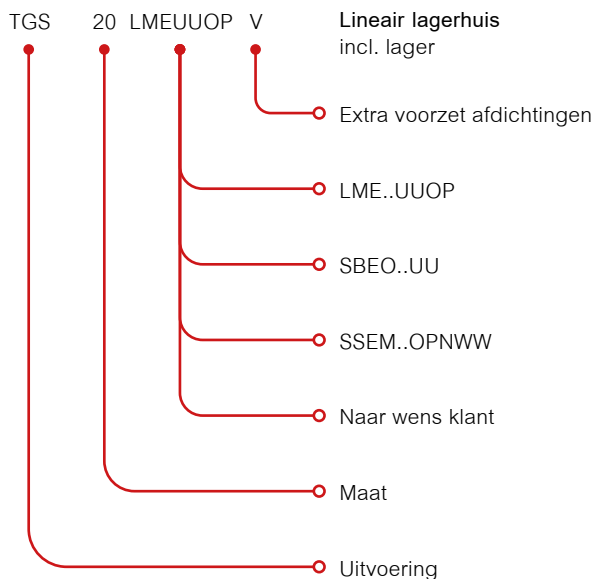 TGS 20 LMEUUOP V
Lineair lagerhuis
incl. lager
Extra voorzet afdichtingen
LME..UUOP
SBEO..UU
SSEM..OPNWW
Naar wens klant
Maat
Uitvoering